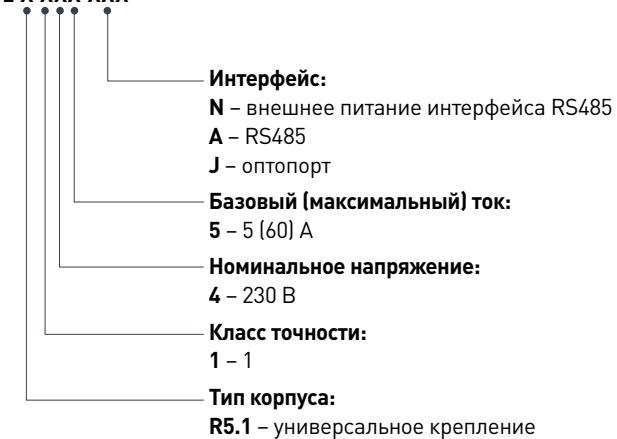 Интерфейс:
N – внешнее питание интерфейса RS485
A – RS485
J – оптопорт
Базовый (максимальный) ток:
5 – 5 (60) А
Номинальное напряжение:
4 – 230 В
Класс точности:
1 – 1
Тип корпуса:
R5.1 – универсальное крепление